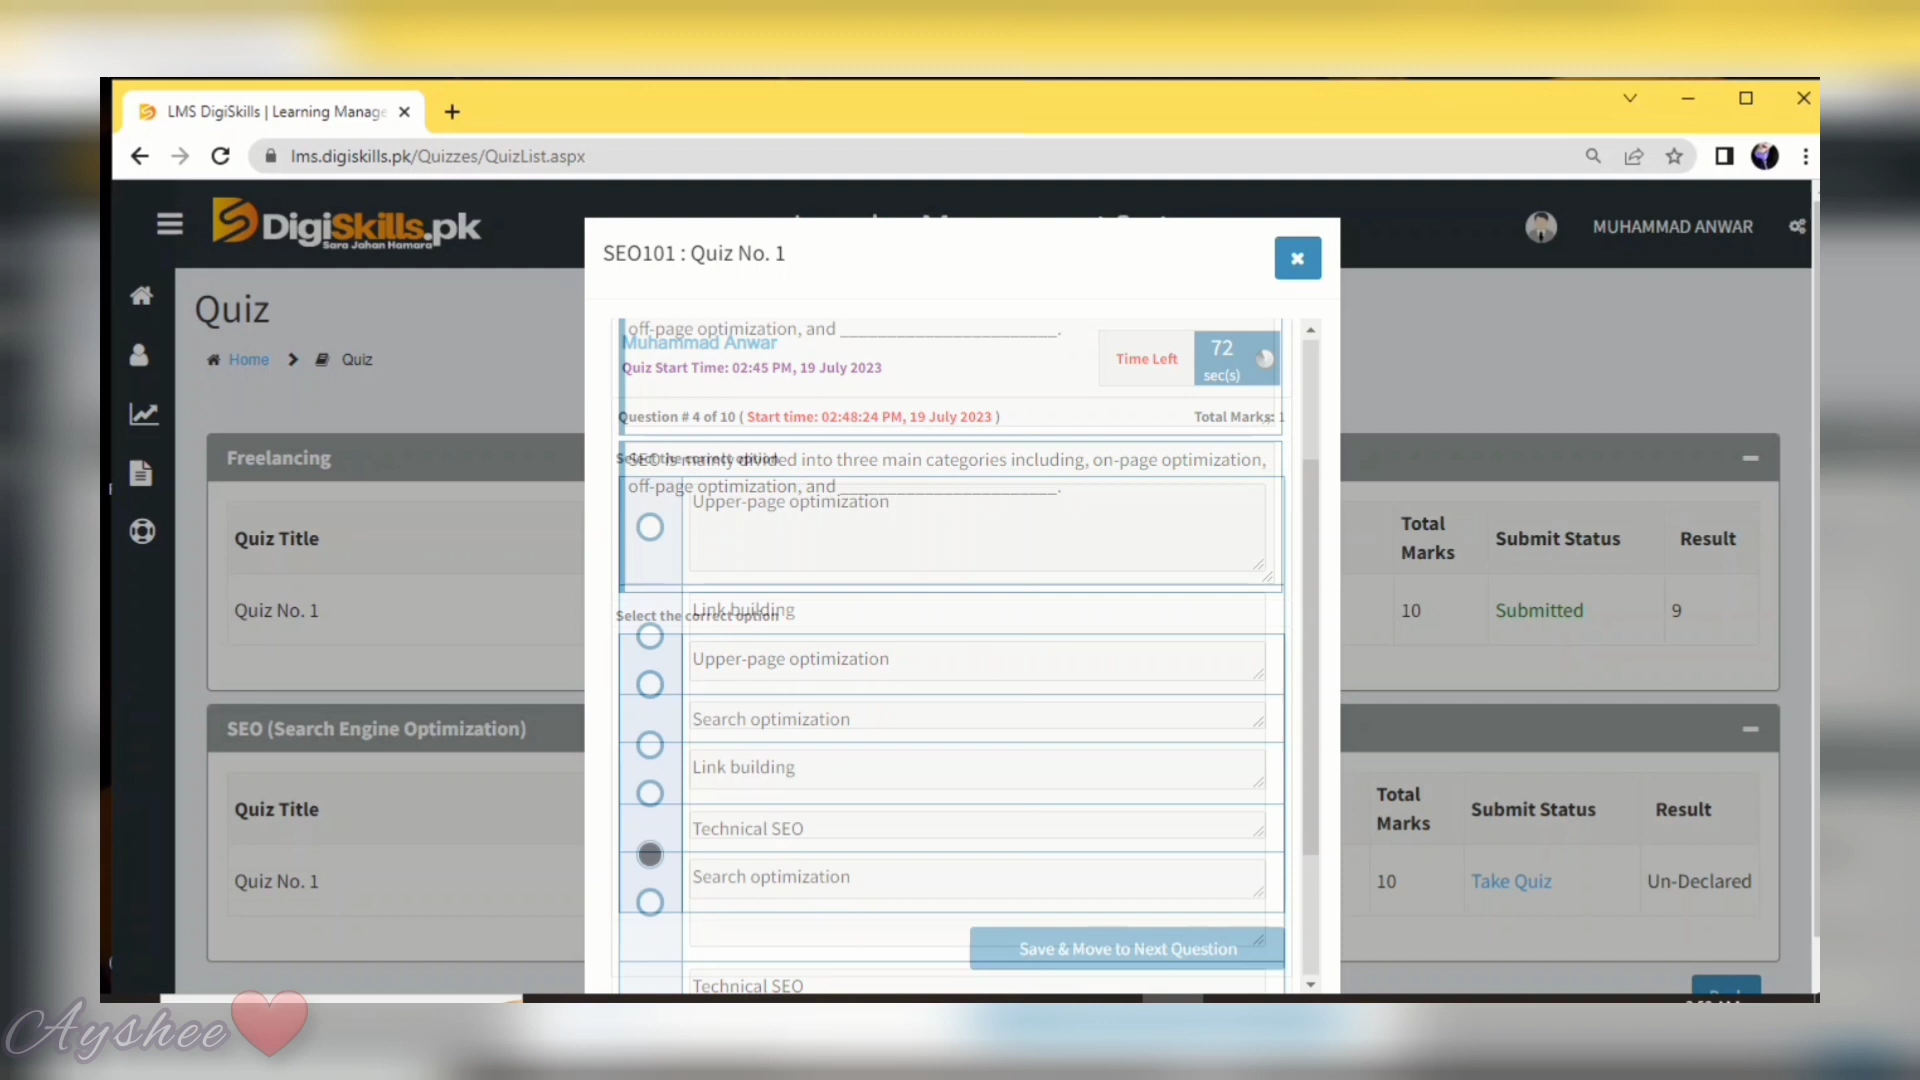 LMS DigiSkills | Learning Manage
lms.digiskills.pk/Quizzes/QuizList.aspx
DigiSkills.pk
Sara Jahan Hamara
MUHAMMAD ANWAR
Quiz
Home
Quiz
Freelancing
Quiz Title
Total Marks
Submit Status
Result
Quiz No. 1
10
Submitted
9
SEO (Search Engine Optimization)
Quiz Title
Total Marks
Submit Status
Result
Quiz No. 1
10
Take Quiz
Un-Declared
SEO101 : Quiz No. 1
off-page optimization, and ______________________.
Muhammad Anwar
Quiz Start Time: 02:45 PM, 19 July 2023
Time Left
72
sec(s)
Question # 4 of 10 ( Start time: 02:48:24 PM, 19 July 2023 )
Total Marks: 1
Select the correct option
SEO is mainly divided into three main categories including, on-page optimization,
off-page optimization, and ______________________.
Upper-page optimization
Link building
Select the correct option
Upper-page optimization
Search optimization
Link building
Technical SEO
Search optimization
Save & Move to Next Question
Technical SEO
Ayshee